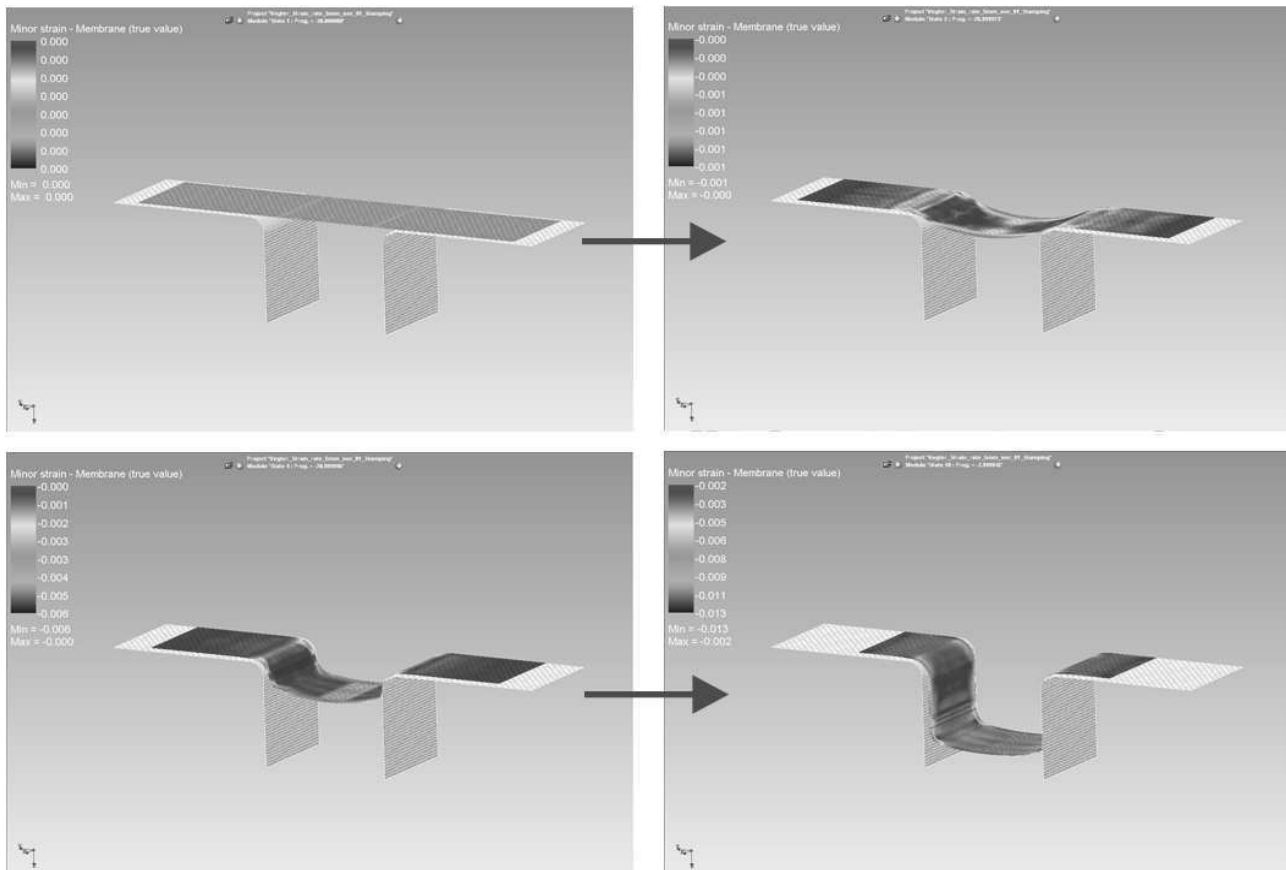 Minor strain - Membrane (true value)
0.000
0.000
0.000
0.000
0.000
0.000
0.000
0.000
Min = 0.000
Max = 0.000
Minor strain - Membrane (true value)
-0.000
-0.000
-0.000
-0.001
-0.001
-0.001
-0.001
-0.001
Min = -0.001
Max = -0.000
Minor strain - Membrane (true value)
-0.000
-0.001
-0.002
-0.003
-0.003
-0.004
-0.005
-0.006
Min = -0.006
Max = -0.000
Minor strain - Membrane (true value)
-0.002
-0.003
-0.005
-0.006
-0.008
-0.009
-0.011
-0.013
Min = -0.013
Max = -0.002